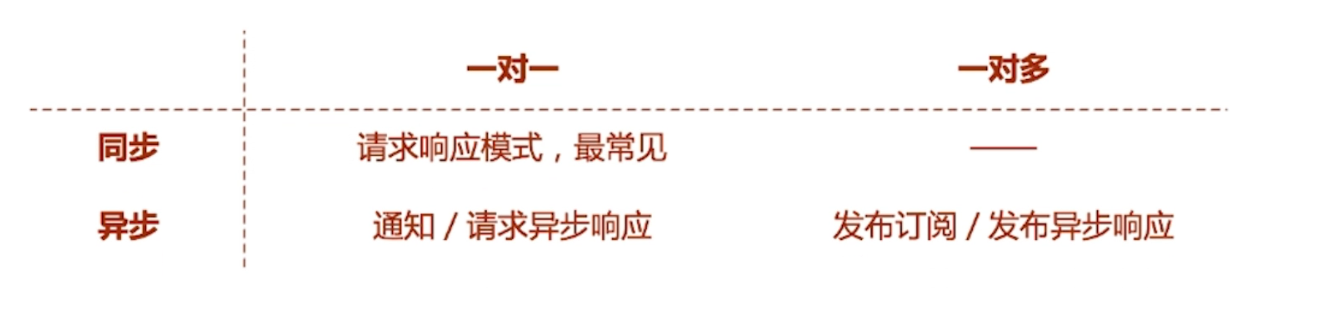 一对一 一对多
同步 请求响应模式，最常见 ——
异步 通知 / 请求异步响应 发布订阅 / 发布异步响应